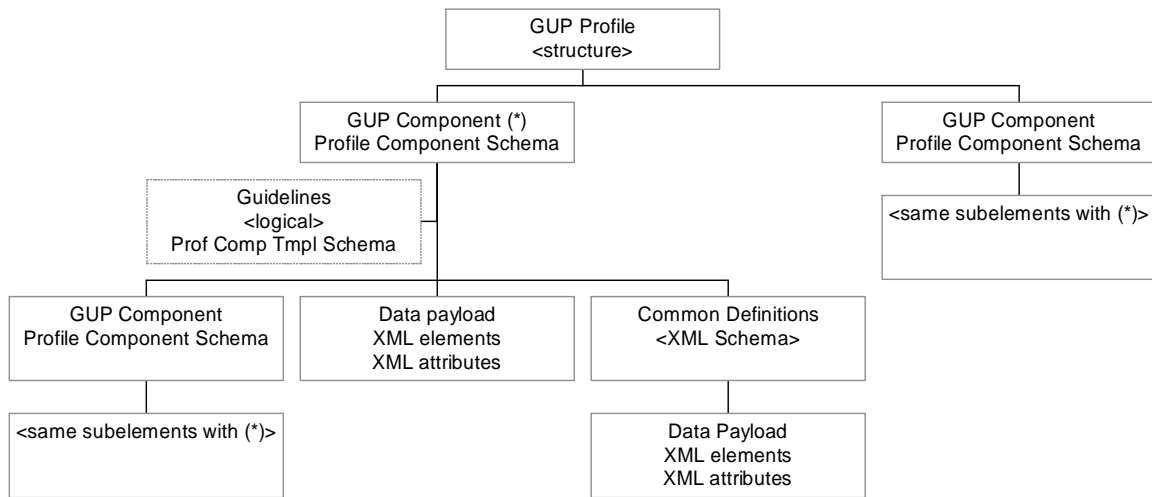 GUP Profile
<structure>
GUP Component (*)
Profile Component Schema
GUP Component
Profile Component Schema
Guidelines
<logical>
Prof Comp Tmpl Schema
<same subelements with (*)>
GUP Component
Profile Component Schema
Data payload
XML elements
XML attributes
Common Definitions
<XML Schema>
<same subelements with (*)>
Data Payload
XML elements
XML attributes